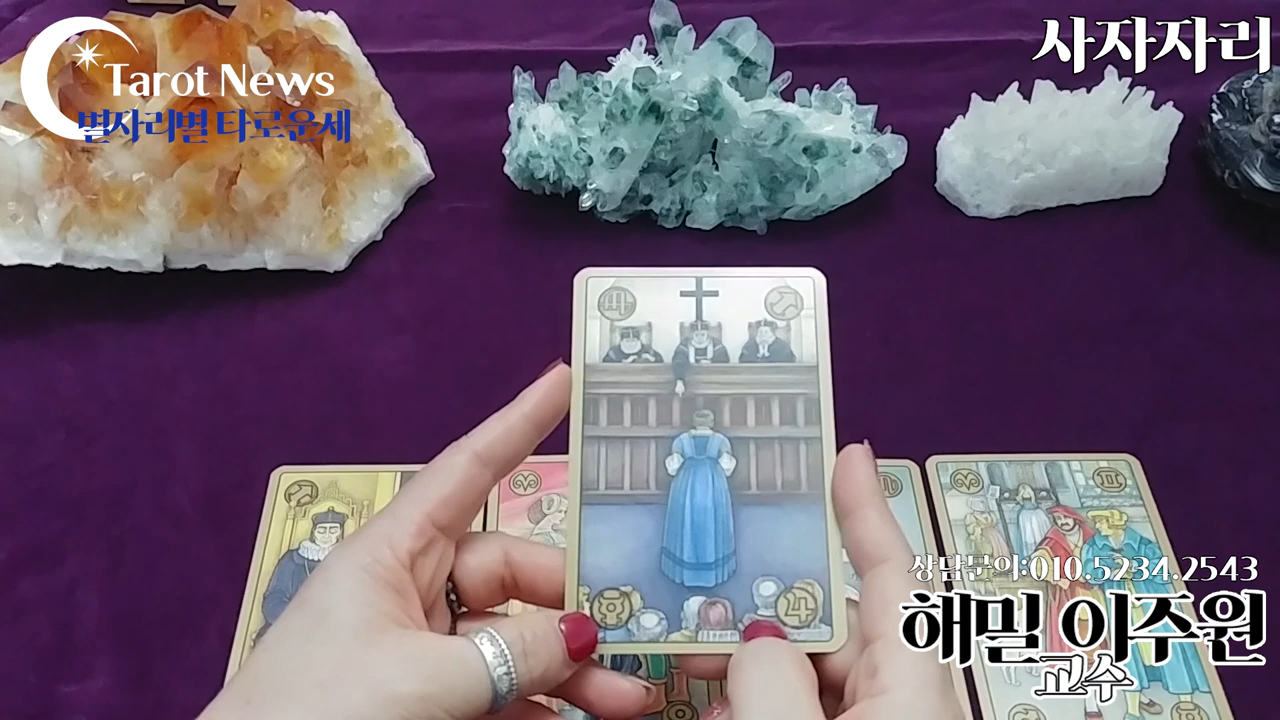 Tarot News
별자리별 타로운세
사자자리
상담문의:010.5234.2543
해밀 이주원
교수